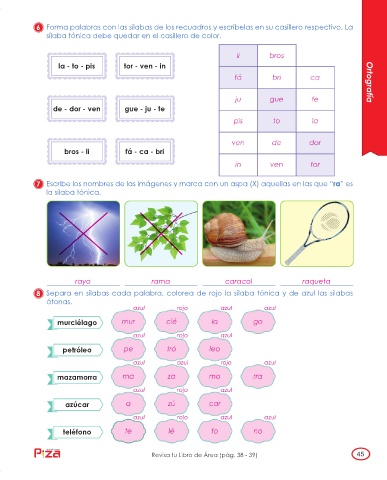 6 Forma palabras con las sílabas de los recuadros y escríbelas en su casillero respectivo. La
sílaba tónica debe quedar en el casillero de color.
la - to - pis
tor - ven - in
de - dor - ven
gue - ju - te
bros - li
fá - ca - bri
li bros
fá bri ca
ju gue te
pis to la
ven de dor
in ven tor
Ortografía
7 Escribe los nombres de las imágenes y marca con un aspa (X) aquellas en las que "ra" es
la sílaba tónica.
rayo rama caracol raqueta
8 Separa en sílabas cada palabra, colorea de rojo la sílaba tónica y de azul las sílabas
átonas.
azul rojo azul azul
murciélago mur cié la go
azul rojo azul
petróleo pe tró leo
azul azul rojo azul
mazamorra ma za mo rra
azul rojo azul
azúcar a zú car
azul rojo azul azul
teléfono te lé fo no
Pizza
Revisa tu Libro de Área (pág. 38 - 39)
45